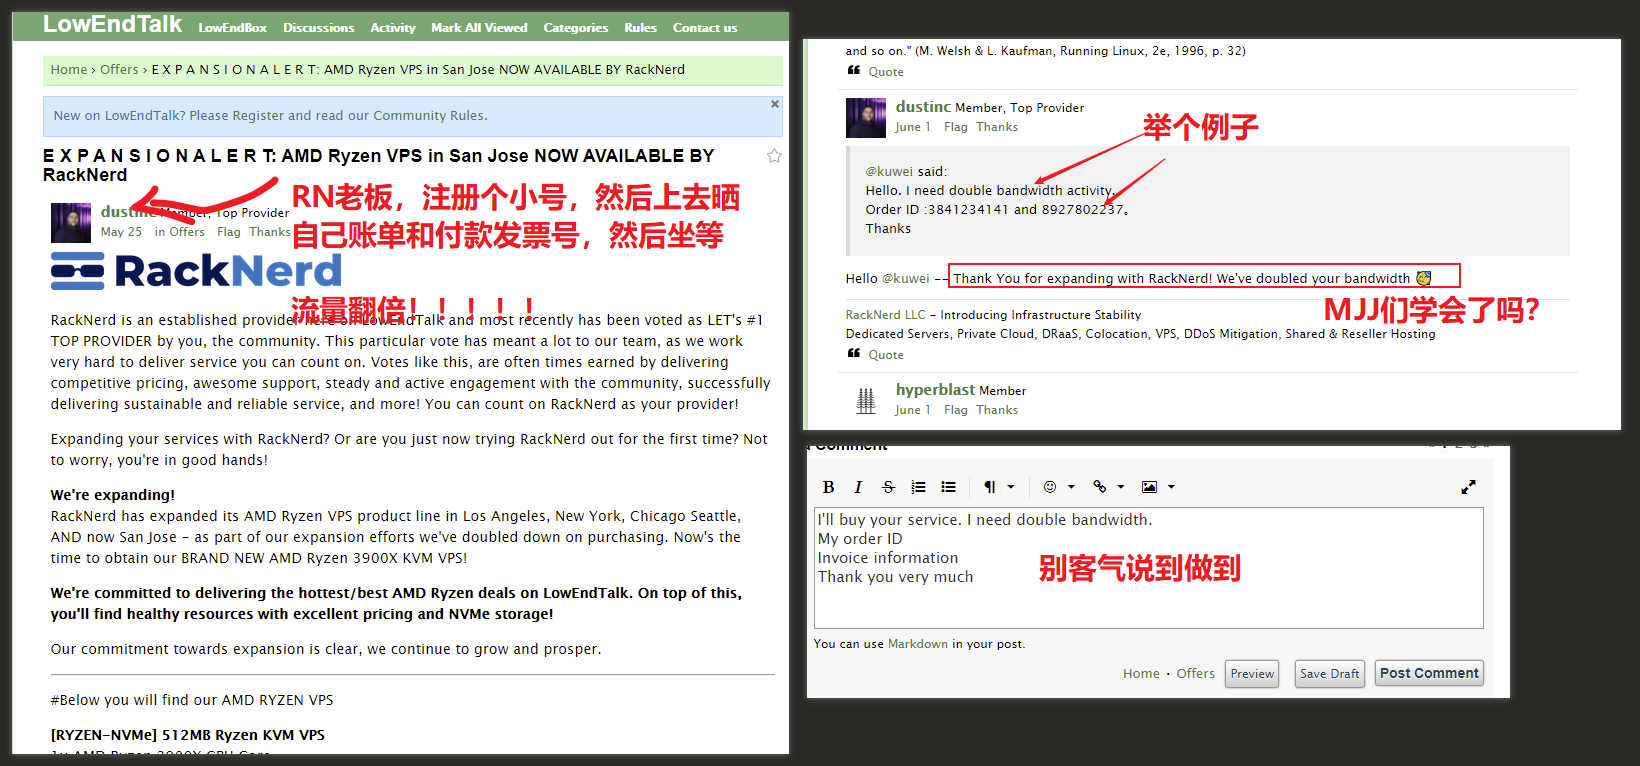 LowEndTalk LowEndBox Discussions Activity Mark All Viewed Categories Rules Contact us
Home › Offers › E X P A N S I O N A L E R T: AMD Ryzen VPS in San Jose NOW AVAILABLE BY RackNerd
New on LowEndTalk? Please Register and read our Community Rules.
×
E X P A N S I O N A L E R T: AMD Ryzen VPS in San Jose NOW AVAILABLE BY
RackNerd
RN老板，注册个小号，然后上去晒
dustinc Member, Top Provider
May 25 in Offers Flag Thanks
自己账单和付款发票号，然后坐等
RackNerd
流量翻倍！！！！！
RackNerd is an established provider here on LowEndTalk and most recently has been voted as LET's #1
TOP PROVIDER by you, the community. This particular vote has meant a lot to our team, as we work
very hard to deliver service you can count on. Votes like this, are often times earned by delivering
competitive pricing, awesome support, steady and active engagement with the community, successfully
delivering sustainable and reliable service, and more! You can count on RackNerd as your provider!
Expanding your services with RackNerd? Or are you just now trying RackNerd out for the first time? Not
to worry, you're in good hands!
We're expanding!
RackNerd has expanded its AMD Ryzen VPS product line in Los Angeles, New York, Chicago Seattle,
AND now San Jose - as part of our expansion efforts we've doubled down on purchasing. Now's the
time to obtain our BRAND NEW AMD Ryzen 3900X KVM VPS!
We're committed to delivering the hottest/best AMD Ryzen deals on LowEndTalk. On top of this,
you'll find healthy resources with excellent pricing and NVMe storage!
Our commitment towards expansion is clear, we continue to grow and prosper.
#Below you will find our AMD RYZEN VPS
[RYZEN-NVMe] 512MB Ryzen KVM VPS
1x AMD Ryzen 3900X CPU Core
and so on." (M. Welsh & L. Kaufman, Running Linux, 2e, 1996, p. 32)
Quote
dustinc Member, Top Provider
June 1 Flag Thanks
举个例子
@kuwei said:
Hello. I need double bandwidth activity.
Order ID :3841234141 and 8927802237。
Thanks
Hello @kuwei -- Thank You for expanding with RackNerd! We've doubled your bandwidth
MJJ们学会了吗？
RackNerd LLC - Introducing Infrastructure Stability
Dedicated Servers, Private Cloud, DRaaS, Colocation, VPS, DDoS Mitigation, Shared & Reseller Hosting
Quote
hyperblast Member
June 1 Flag Thanks
Comment
B I S
I'll buy your service. I need double bandwidth.
My order ID
Invoice information
Thank you very much
别客气说到做到
You can use Markdown in your post.
Home · Offers Preview Save Draft Post Comment